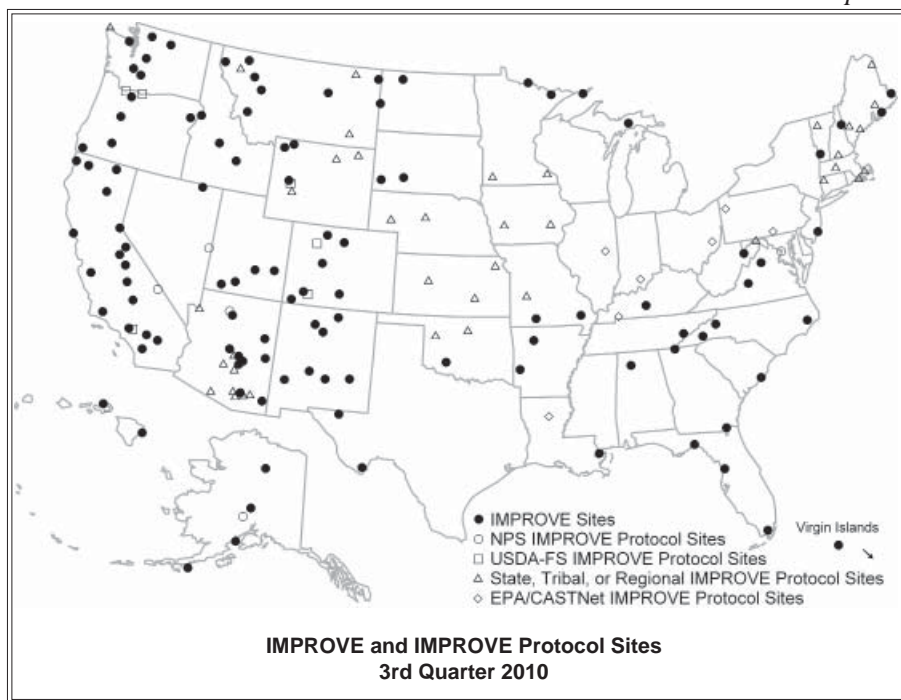 IMPROVE Sites
NPS IMPROVE Protocol Sites
USDA-FS IMPROVE Protocol Sites
State, Tribal, or Regional IMPROVE Protocol Sites
EPA/CASTNet IMPROVE Protocol Sites
Virgin Islands
IMPROVE and IMPROVE Protocol Sites
3rd Quarter 2010